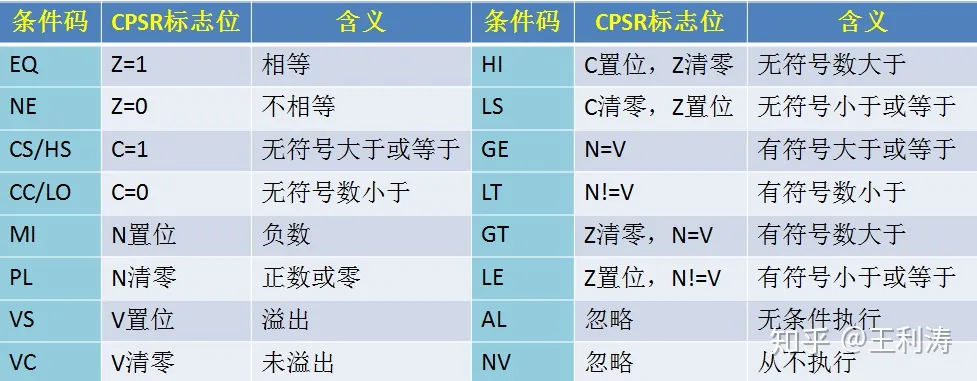 条件码 CPSR标志位 含义 条件码 CPSR标志位 含义
EQ Z=1 相等 HI C置位，Z清零 无符号数大于
NE Z=0 不相等 LS C清零，Z置位 无符号小于或等于
CS/HS C=1 无符号大于或等于 GE N=V 有符号大于或等于
CC/LO C=0 无符号数小于 LT N!=V 有符号数小于
MI N置位 负数 GT Z清零，N=V 有符号数大于
PL N清零 正数或零 LE Z置位，N!=V 有符号小于或等于
VS V置位 溢出 AL 忽略 无条件执行
VC V清零 未溢出 NV 忽略 从不执行
知乎 @王利涛